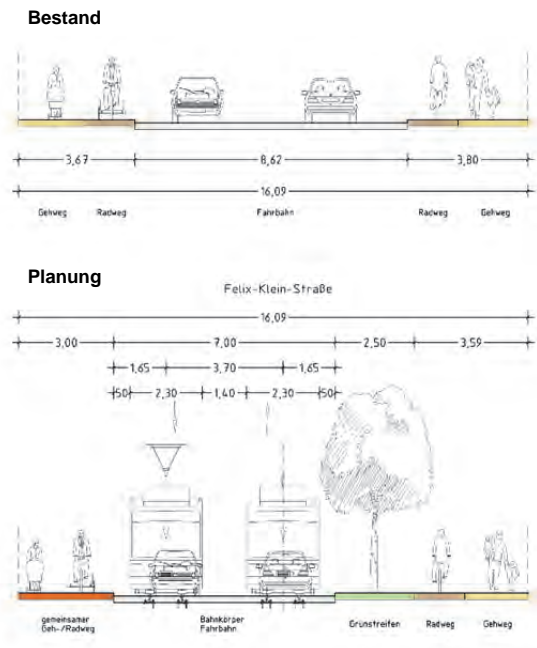 Bestand
3,67 8,62 3,80
16,09
Gehweg Radweg Fahrbahn Radweg Gehweg
Planung
Felix-Klein-Straße
16,09
3,00 7,00 2,50 3,59
1,65 3,70 1,65
50 2,30 1,40 2,30 50
gemeinsamer Geh-/Radweg
Bahnkörper Fahrbahn
Grünstreifen Radweg Gehweg